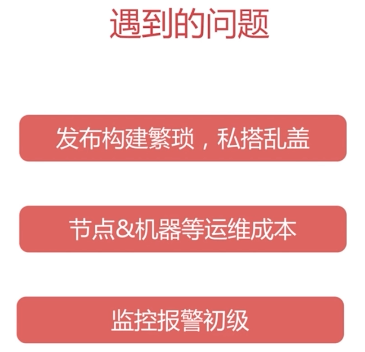 遇到的问题
发布构建繁琐，私搭乱盖
节点&机器等运维成本
监控报警初级